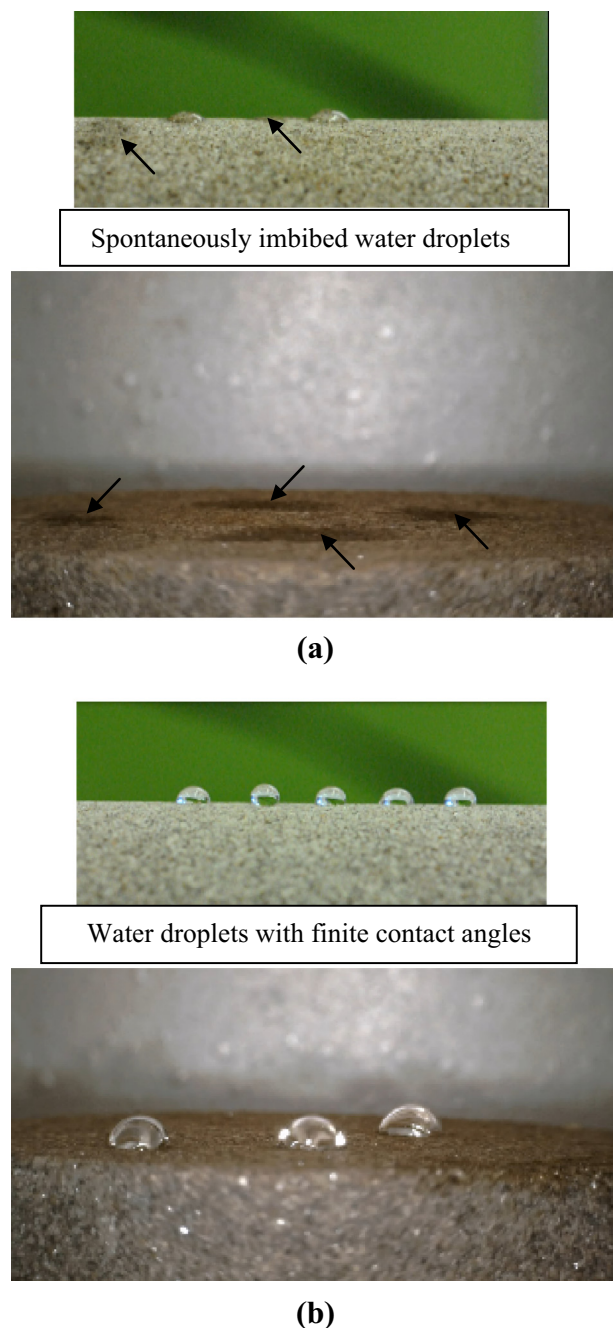 Spontaneously imbibed water droplets
(a)
Water droplets with finite contact angles
(b)